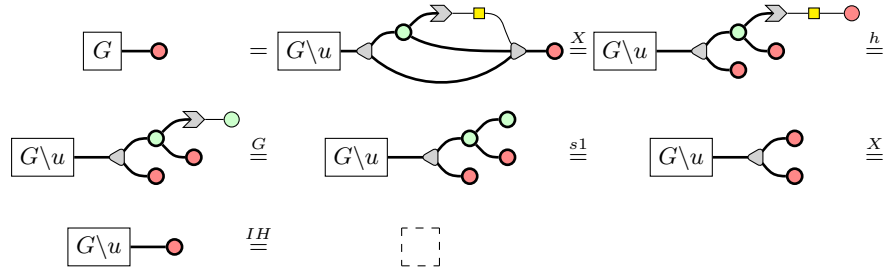 G = G\u X= G\u h=
G\u G= G\u s1= G\u X=
G\u IH=